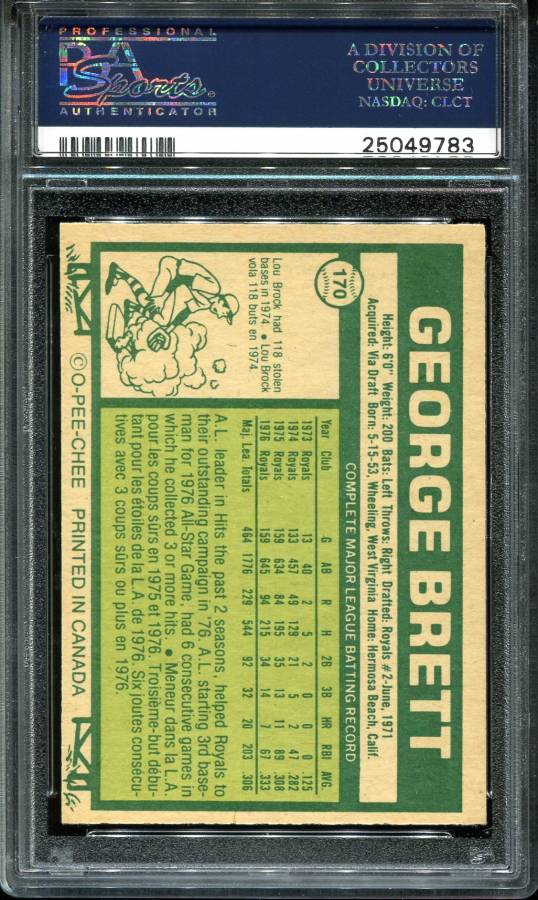 PROFESSIONAL
PSA
Sports.
AUTHENTICATOR
A DIVISION OF
COLLECTORS
UNIVERSE
NASDAQ: CLCT
25049783
170
GEORGE BRETT
Height: 6'0" Weight: 200 Bats: Left Throws: Right Drafted: Royals #2-June, 1971
Acquired: Via Draft Born: 5-15-53, Wheeling, West Virginia Home: Hermosa Beach, Calif.
COMPLETE MAJOR LEAGUE BATTING RECORD
Year Club G AB R H 2B 3B HR RBI AVG.
1973 Royals 13 40 2 5 2 0 0 0 .125
1974 Royals 133 457 49 129 21 5 2 47 .282
1975 Royals 159 634 84 195 35 13 11 89 .308
1976 Royals 159 645 94 215 34 14 7 67 .333
Maj. Lea. Totals 464 1776 229 544 92 32 20 203 .306
Lou Brock had 118 stolen
bases in 1974. • Lou Brock
vola 118 buts en 1974.
A.L. leader in Hits the past 2 seasons, helped Royals to
their outstanding campaign in '76. A.L. starting 3rd base-
man for 1976 All-Star Game, had 6 consecutive games in
which he collected 3 or more hits. • Meneur dans la L.A.
pour les coups sûrs en 1975 et 1976. Troisième-but débu-
tant pour les étoiles de la L.A. de 1976. Six joutes consécu-
tives avec 3 coups sûrs ou plus en 1976.
©O-PEE-CHEE PRINTED IN CANADA